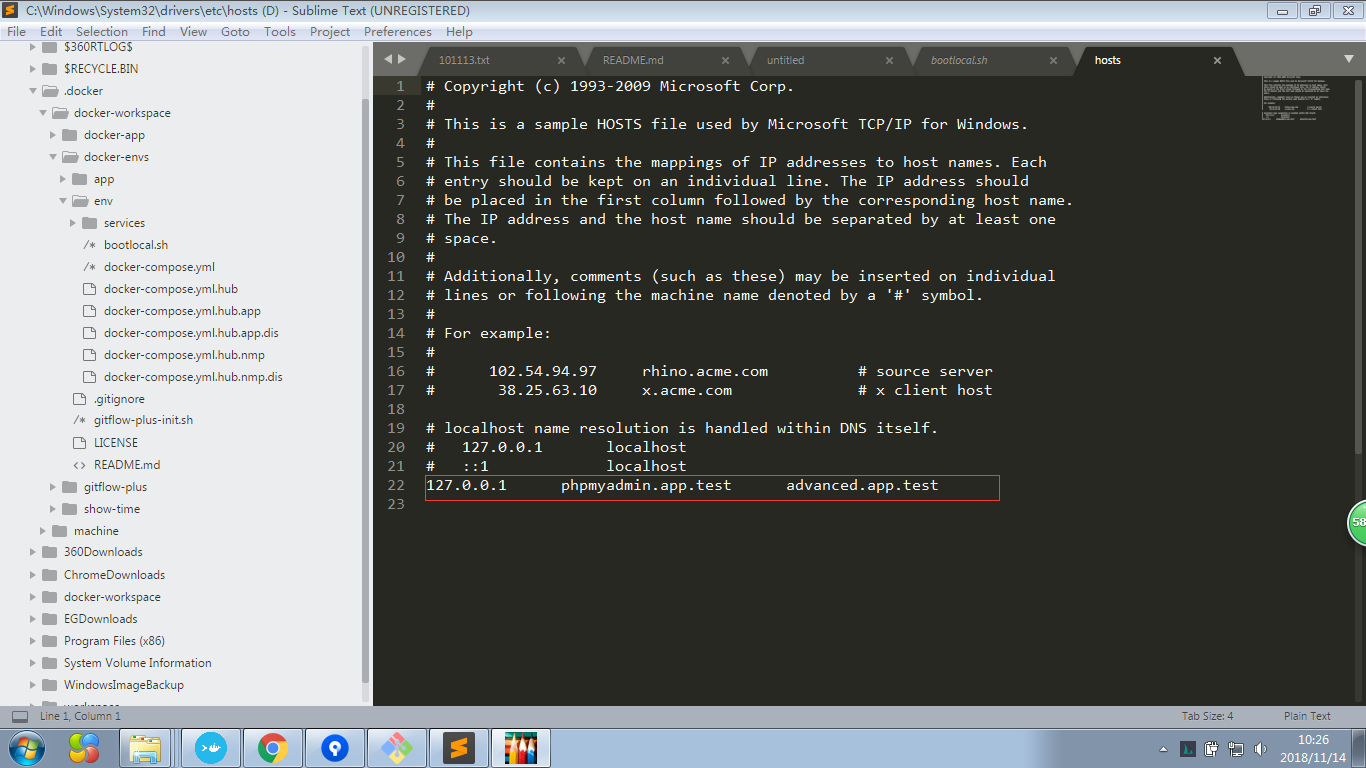 C:\Windows\System32\drivers\etc\hosts (D) - Sublime Text (UNREGISTERED)
File Edit Selection Find View Goto Tools Project Preferences Help
$360RTLOG$
$RECYCLE.BIN
.docker
docker-workspace
docker-app
docker-envs
app
env
services
/* bootlocal.sh
/* docker-compose.yml
docker-compose.yml.hub
docker-compose.yml.hub.app
docker-compose.yml.hub.app.dis
docker-compose.yml.hub.nmp
docker-compose.yml.hub.nmp.dis
.gitignore
/* gitflow-plus-init.sh
LICENSE
<> README.md
gitflow-plus
show-time
machine
360Downloads
ChromeDownloads
docker-workspace
EGDownloads
Program Files (x86)
System Volume Information
WindowsImageBackup
101113.txt README.md untitled bootlocal.sh hosts
1 # Copyright (c) 1993-2009 Microsoft Corp.
2 #
3 # This is a sample HOSTS file used by Microsoft TCP/IP for Windows.
4 #
5 # This file contains the mappings of IP addresses to host names. Each
6 # entry should be kept on an individual line. The IP address should
7 # be placed in the first column followed by the corresponding host name.
8 # The IP address and the host name should be separated by at least one
9 # space.
10 #
11 # Additionally, comments (such as these) may be inserted on individual
12 # lines or following the machine name denoted by a '#' symbol.
13 #
14 # For example:
15 #
16 # 102.54.94.97 rhino.acme.com # source server
17 # 38.25.63.10 x.acme.com # x client host
18
19 # localhost name resolution is handled within DNS itself.
20 # 127.0.0.1 localhost
21 # ::1 localhost
22 127.0.0.1 phpmyadmin.app.test advanced.app.test
23
58
Line 1, Column 1 Tab Size: 4 Plain Text
10:26
2018/11/14